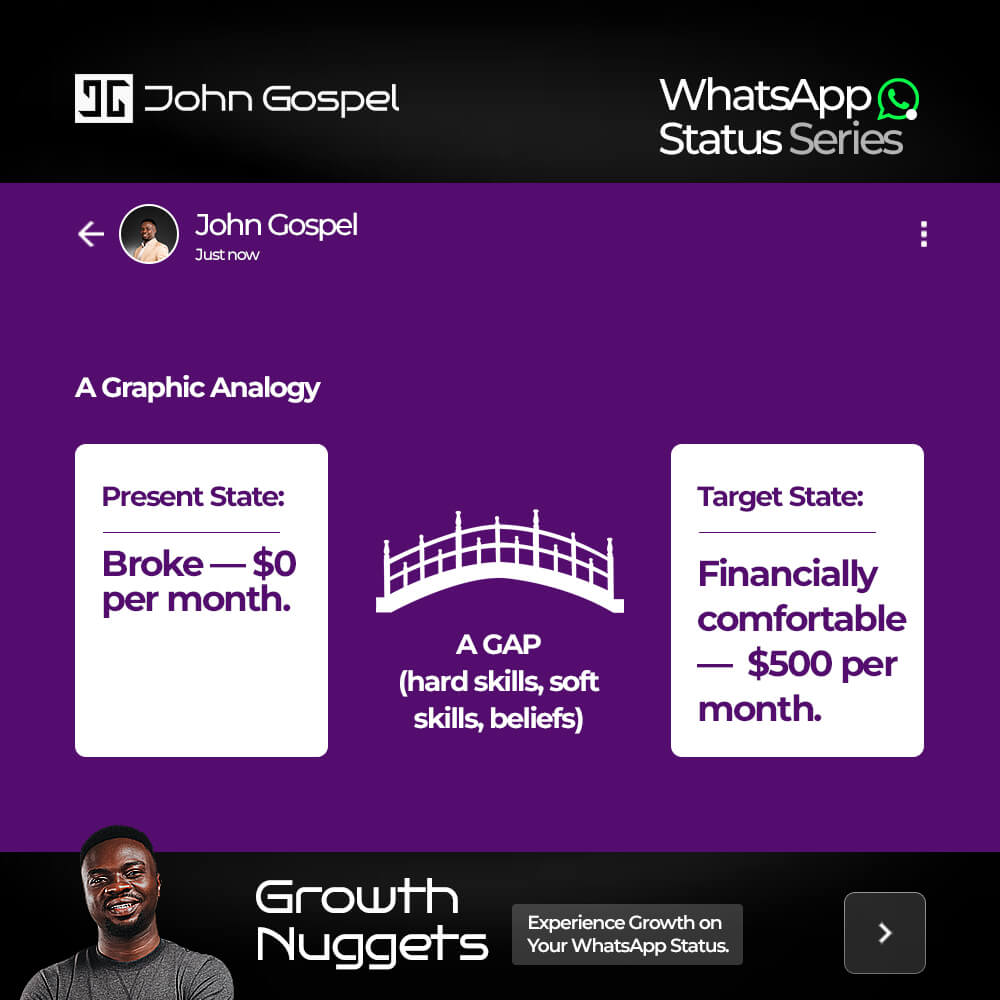 JG John Gospel
WhatsApp
Status Series
John Gospel
Just now
A Graphic Analogy
Present State:
Broke — $0
per month.
A GAP
(hard skills, soft
skills, beliefs)
Target State:
Financially
comfortable
— $500 per
month.
Growth
Nuggets
Experience Growth on
Your WhatsApp Status.